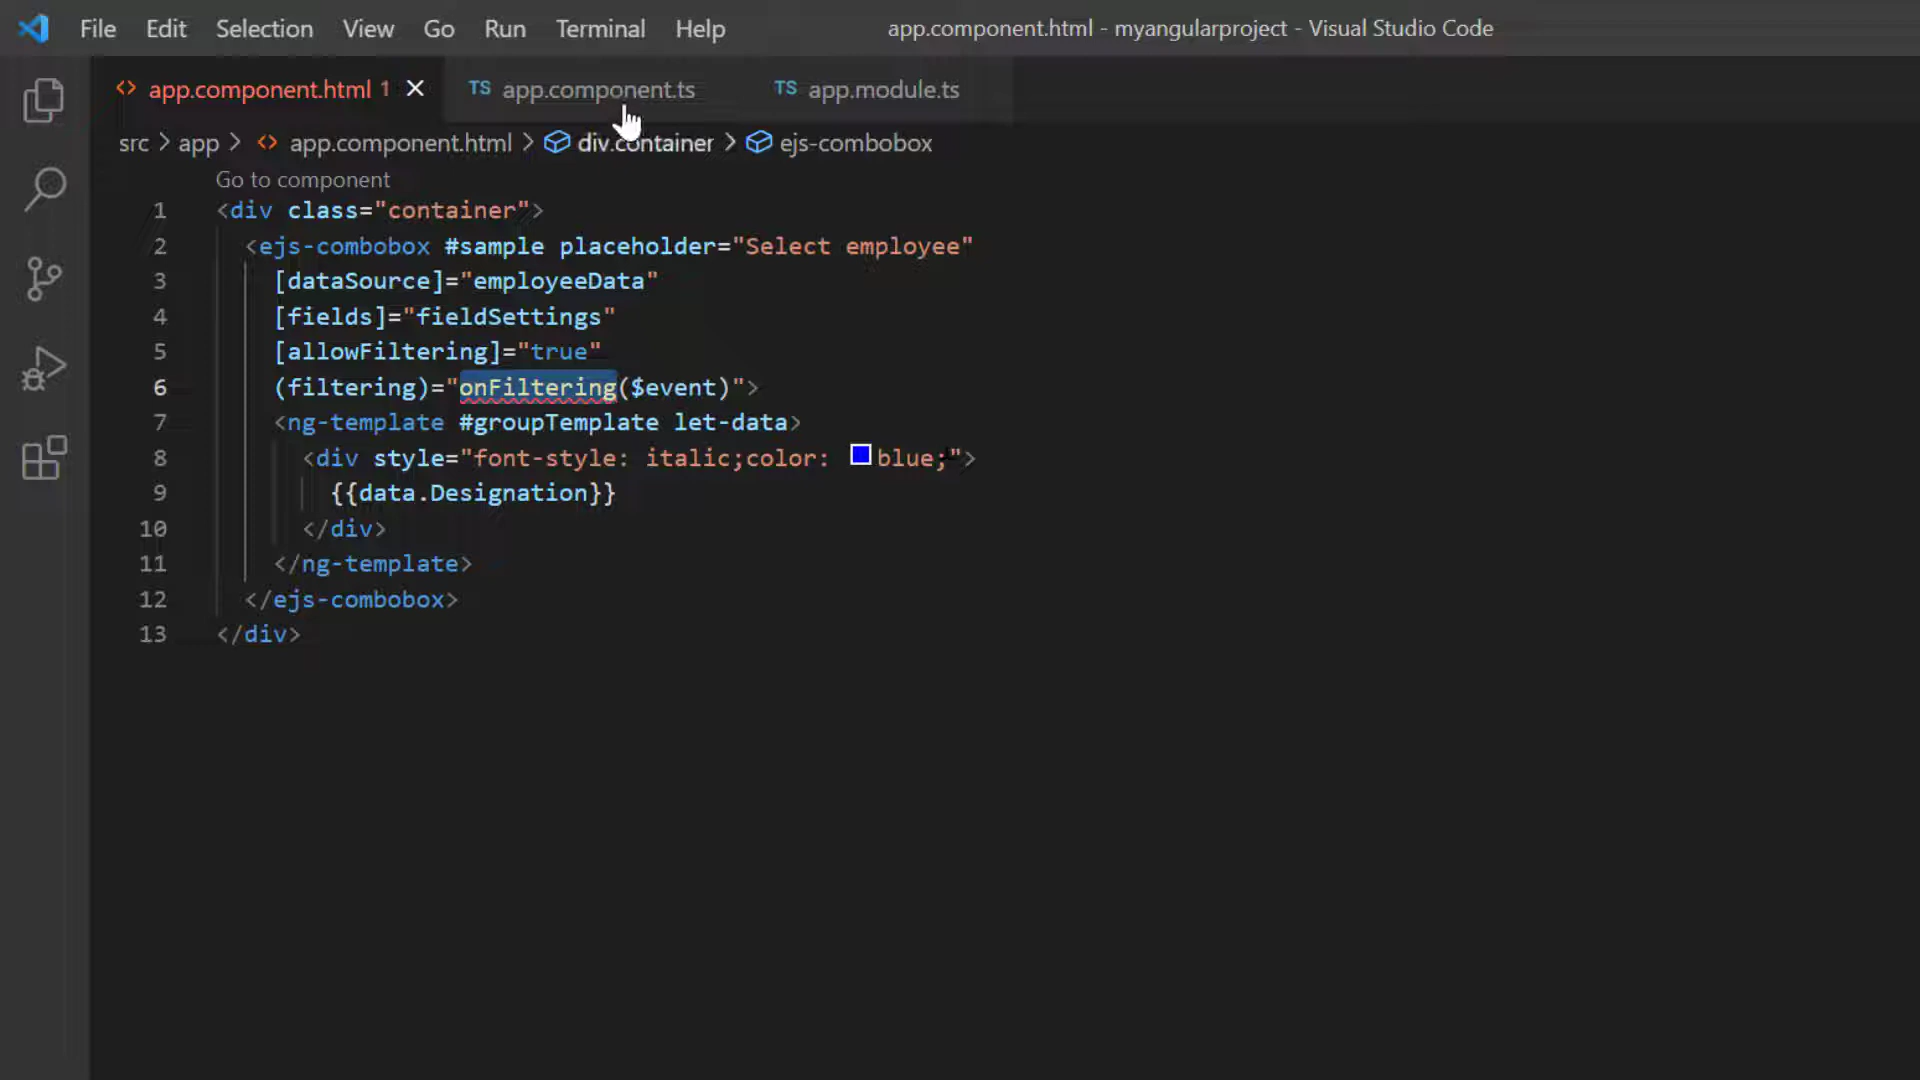 File Edit Selection View Go Run Terminal Help app.component.html - myangularproject - Visual Studio Code
app.component.html 1 TS app.component.ts TS app.module.ts
src > app > app.component.html > div.container > ejs-combobox
Go to component
1 <div class="container">
2 <ejs-combobox #sample placeholder="Select employee"
3 [dataSource]="employeeData"
4 [fields]="fieldSettings"
5 [allowFiltering]="true"
6 (filtering)="onFiltering($event)">
7 <ng-template #groupTemplate let-data>
8 <div style="font-style: italic;color: blue;">
9 {{data.Designation}}
10 </div>
11 </ng-template>
12 </ejs-combobox>
13 </div>